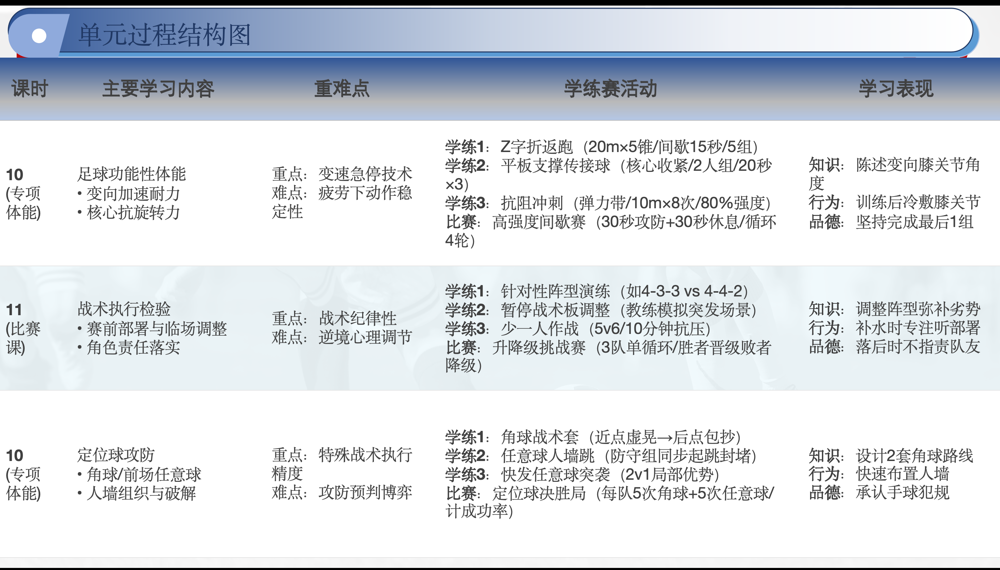 单元过程结构图
课时 主要学习内容 重难点 学练赛活动 学习表现
10
(专项
体能)
足球功能性体能
• 变向加速耐力
• 核心抗旋转力
重点：变速急停技术
难点：疲劳下动作稳
定性
学练1：Z字折返跑（20m×5锥/间歇15秒/5组）
学练2：平板支撑传接球（核心收紧/2人组/20秒
×3）
学练3：抗阻冲刺（弹力带/10m×8次/80%强度）
比赛：高强度间歇赛（30秒攻防+30秒休息/循环
4轮）
知识：陈述变向膝关节角
度
行为：训练后冷敷膝关节
品德：坚持完成最后1组
11
(比赛
课)
战术执行检验
• 赛前部署与临场调整
• 角色责任落实
重点：战术纪律性
难点：逆境心理调节
学练1：针对性阵型演练（如4-3-3 vs 4-4-2）
学练2：暂停战术板调整（教练模拟突发场景）
学练3：少一人作战（5v6/10分钟抗压）
比赛：升降级挑战赛（3队单循环/胜者晋级败者
降级）
知识：调整阵型弥补劣势
行为：补水时专注听部署
品德：落后时不指责队友
10
(专项
体能)
定位球攻防
• 角球/前场任意球
• 人墙组织与破解
重点：特殊战术执行
精度
难点：攻防预判博弈
学练1：角球战术套（近点虚晃→后点包抄）
学练2：任意球人墙跳（防守组同步起跳封堵）
学练3：快发任意球突袭（2v1局部优势）
比赛：定位球决胜局（每队5次角球+5次任意球/
计成功率）
知识：设计2套角球路线
行为：快速布置人墙
品德：承认手球犯规